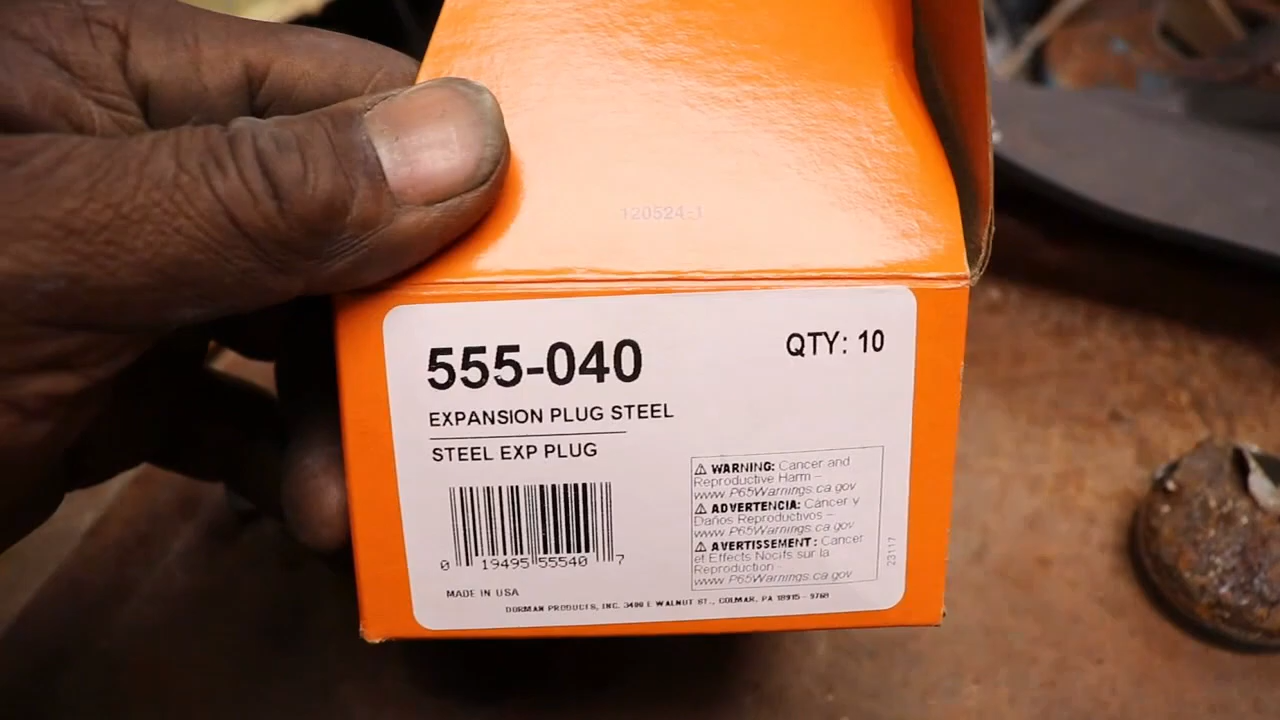 120524-1
555-040
QTY: 10
EXPANSION PLUG STEEL
STEEL EXP PLUG
⚠ WARNING: Cancer and
Reproductive Harm –
www.P65Warnings.ca.gov
⚠ ADVERTENCIA: Cáncer y
Daños Reproductivos –
www.P65Warnings.ca.gov
⚠ AVERTISSEMENT: Cancer
et Effects Nocifs sur la
Reproduction -
www.P65Warnings.ca.gov
23117
0 19495 55540 7
MADE IN USA
DORMAN PRODUCTS, INC. 3400 E WALNUT ST., COLMAR, PA 18915-9768